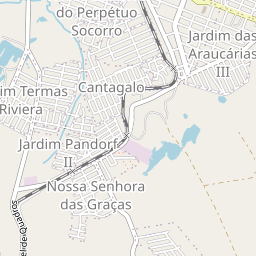 do Perpétuo
Socorro
Jardim das
Araucárias
III
Cantagalo
im Termas
Riviera
Jardim Pandorf
II
Nossa Senhora
das Graças